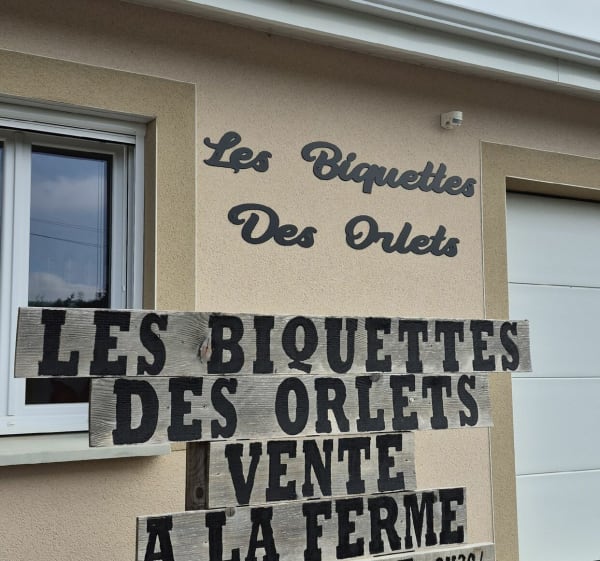 Les Biquettes
Des Orlets
LES BIQUETTES
DES ORLETS
VENTE
A LA FERME